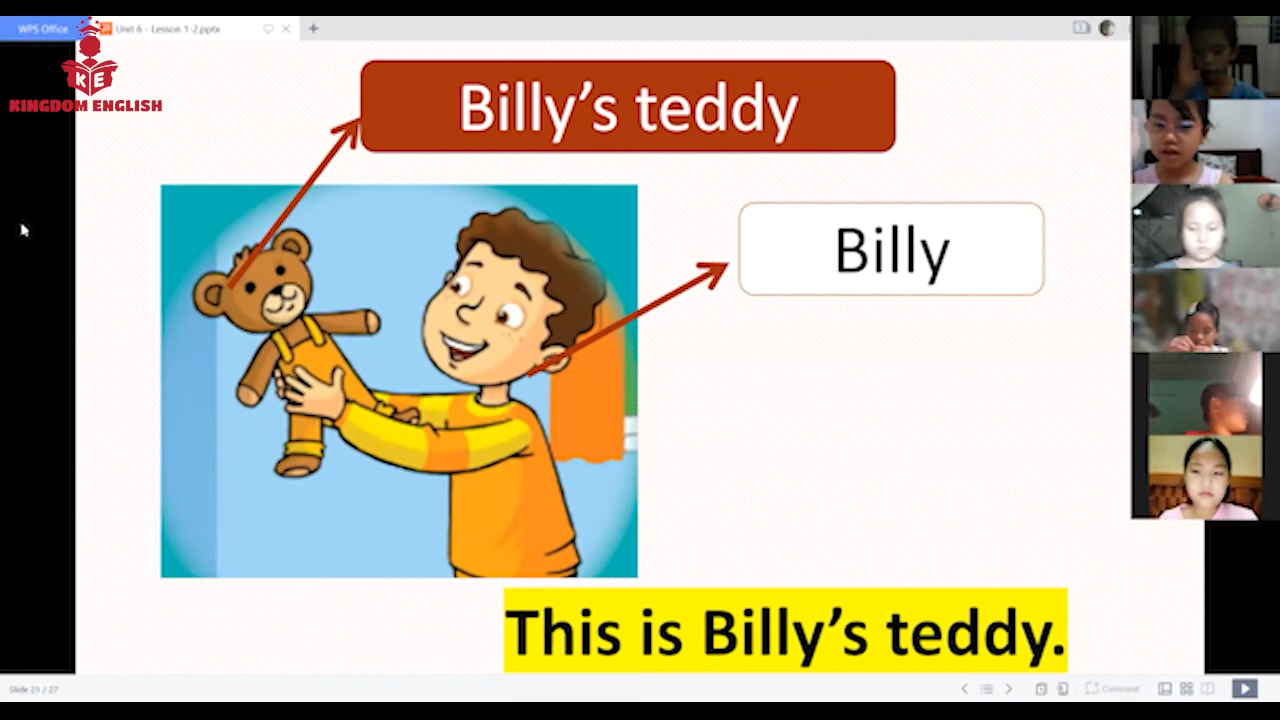 WPS Office
Unit 6 - Lesson 1-2.pptx
KE
KINGDOM ENGLISH
Billy’s teddy
Billy
This is Billy’s teddy.
Slide 21 / 27
Comment